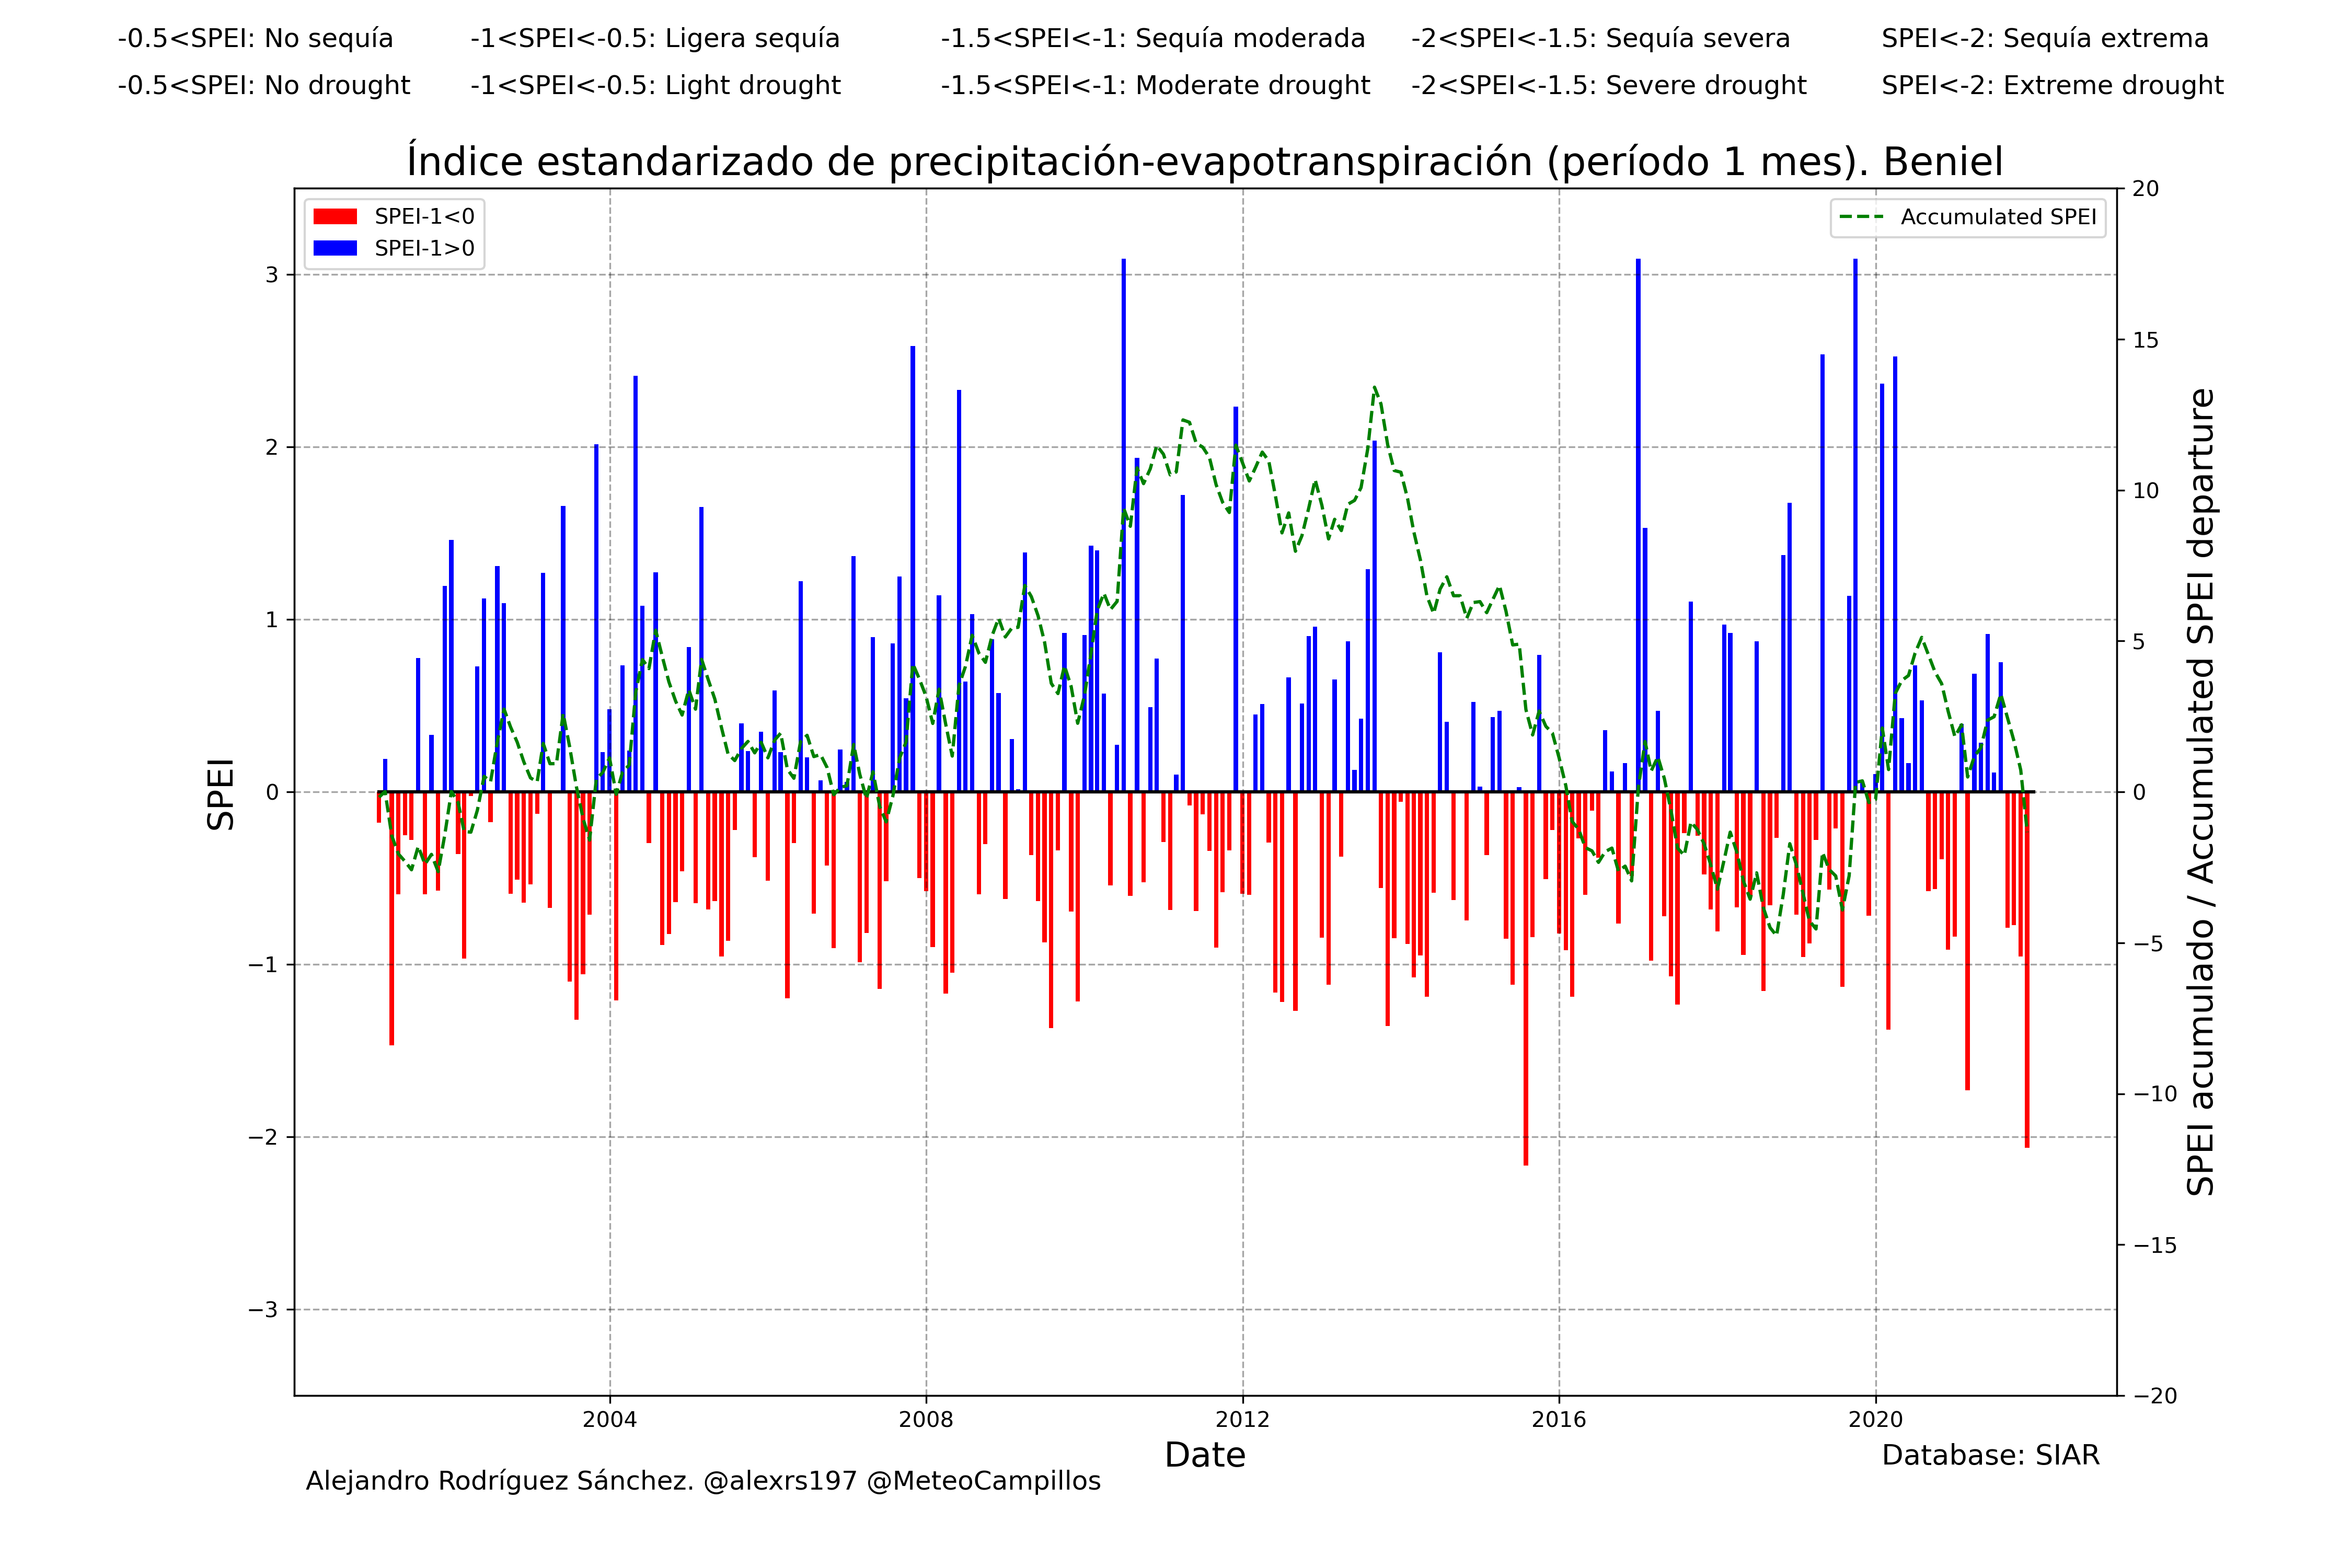 -0.5<SPEI: No sequía -1<SPEI<-0.5: Ligera sequía -1.5<SPEI<-1: Sequía moderada -2<SPEI<-1.5: Sequía severa SPEI<-2: Sequía extrema
-0.5<SPEI: No drought -1<SPEI<-0.5: Light drought -1.5<SPEI<-1: Moderate drought -2<SPEI<-1.5: Severe drought SPEI<-2: Extreme drought
Índice estandarizado de precipitación-evapotranspiración (período 1 mes). Beniel
SPEI-1<0
SPEI-1>0
Accumulated SPEI
SPEI
3
2
1
0
−1
−2
−3
20
15
10
5
0
−5
−10
−15
−20
SPEI acumulado / Accumulated SPEI departure
2004 2008 2012 2016 2020
Date
Database: SIAR
Alejandro Rodríguez Sánchez. @alexrs197 @MeteoCampillos